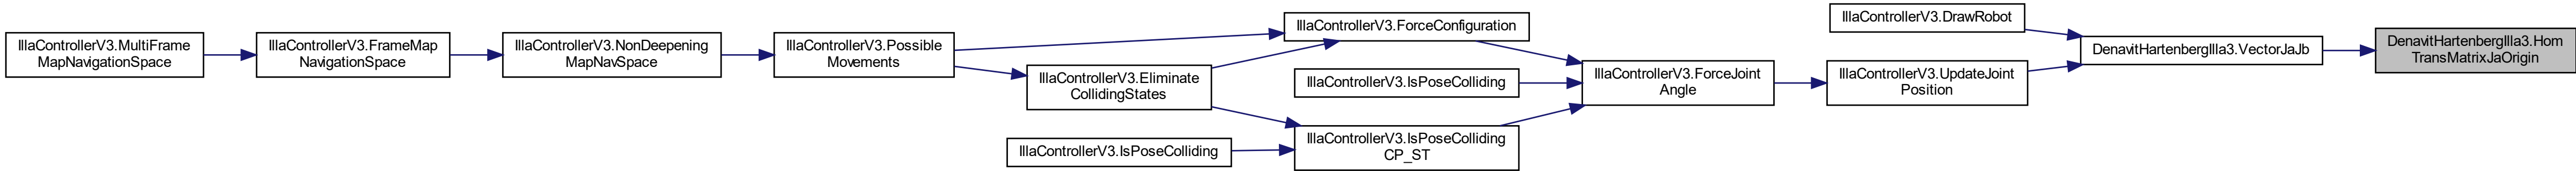 IllaControllerV3.MultiFrame
MapNavigationSpace
IllaControllerV3.FrameMap
NavigationSpace
IllaControllerV3.NonDeepening
MapNavSpace
IllaControllerV3.Possible
Movements
IllaControllerV3.Eliminate
CollidingStates
IllaControllerV3.IsPoseColliding
IllaControllerV3.ForceConfiguration
IllaControllerV3.IsPoseColliding
IllaControllerV3.IsPoseColliding
CP_ST
IllaControllerV3.ForceJoint
Angle
IllaControllerV3.DrawRobot
IllaControllerV3.UpdateJoint
Position
DenavitHartenbergIlla3.VectorJaJb
DenavitHartenbergIlla3.Hom
TransMatrixJaOrigin